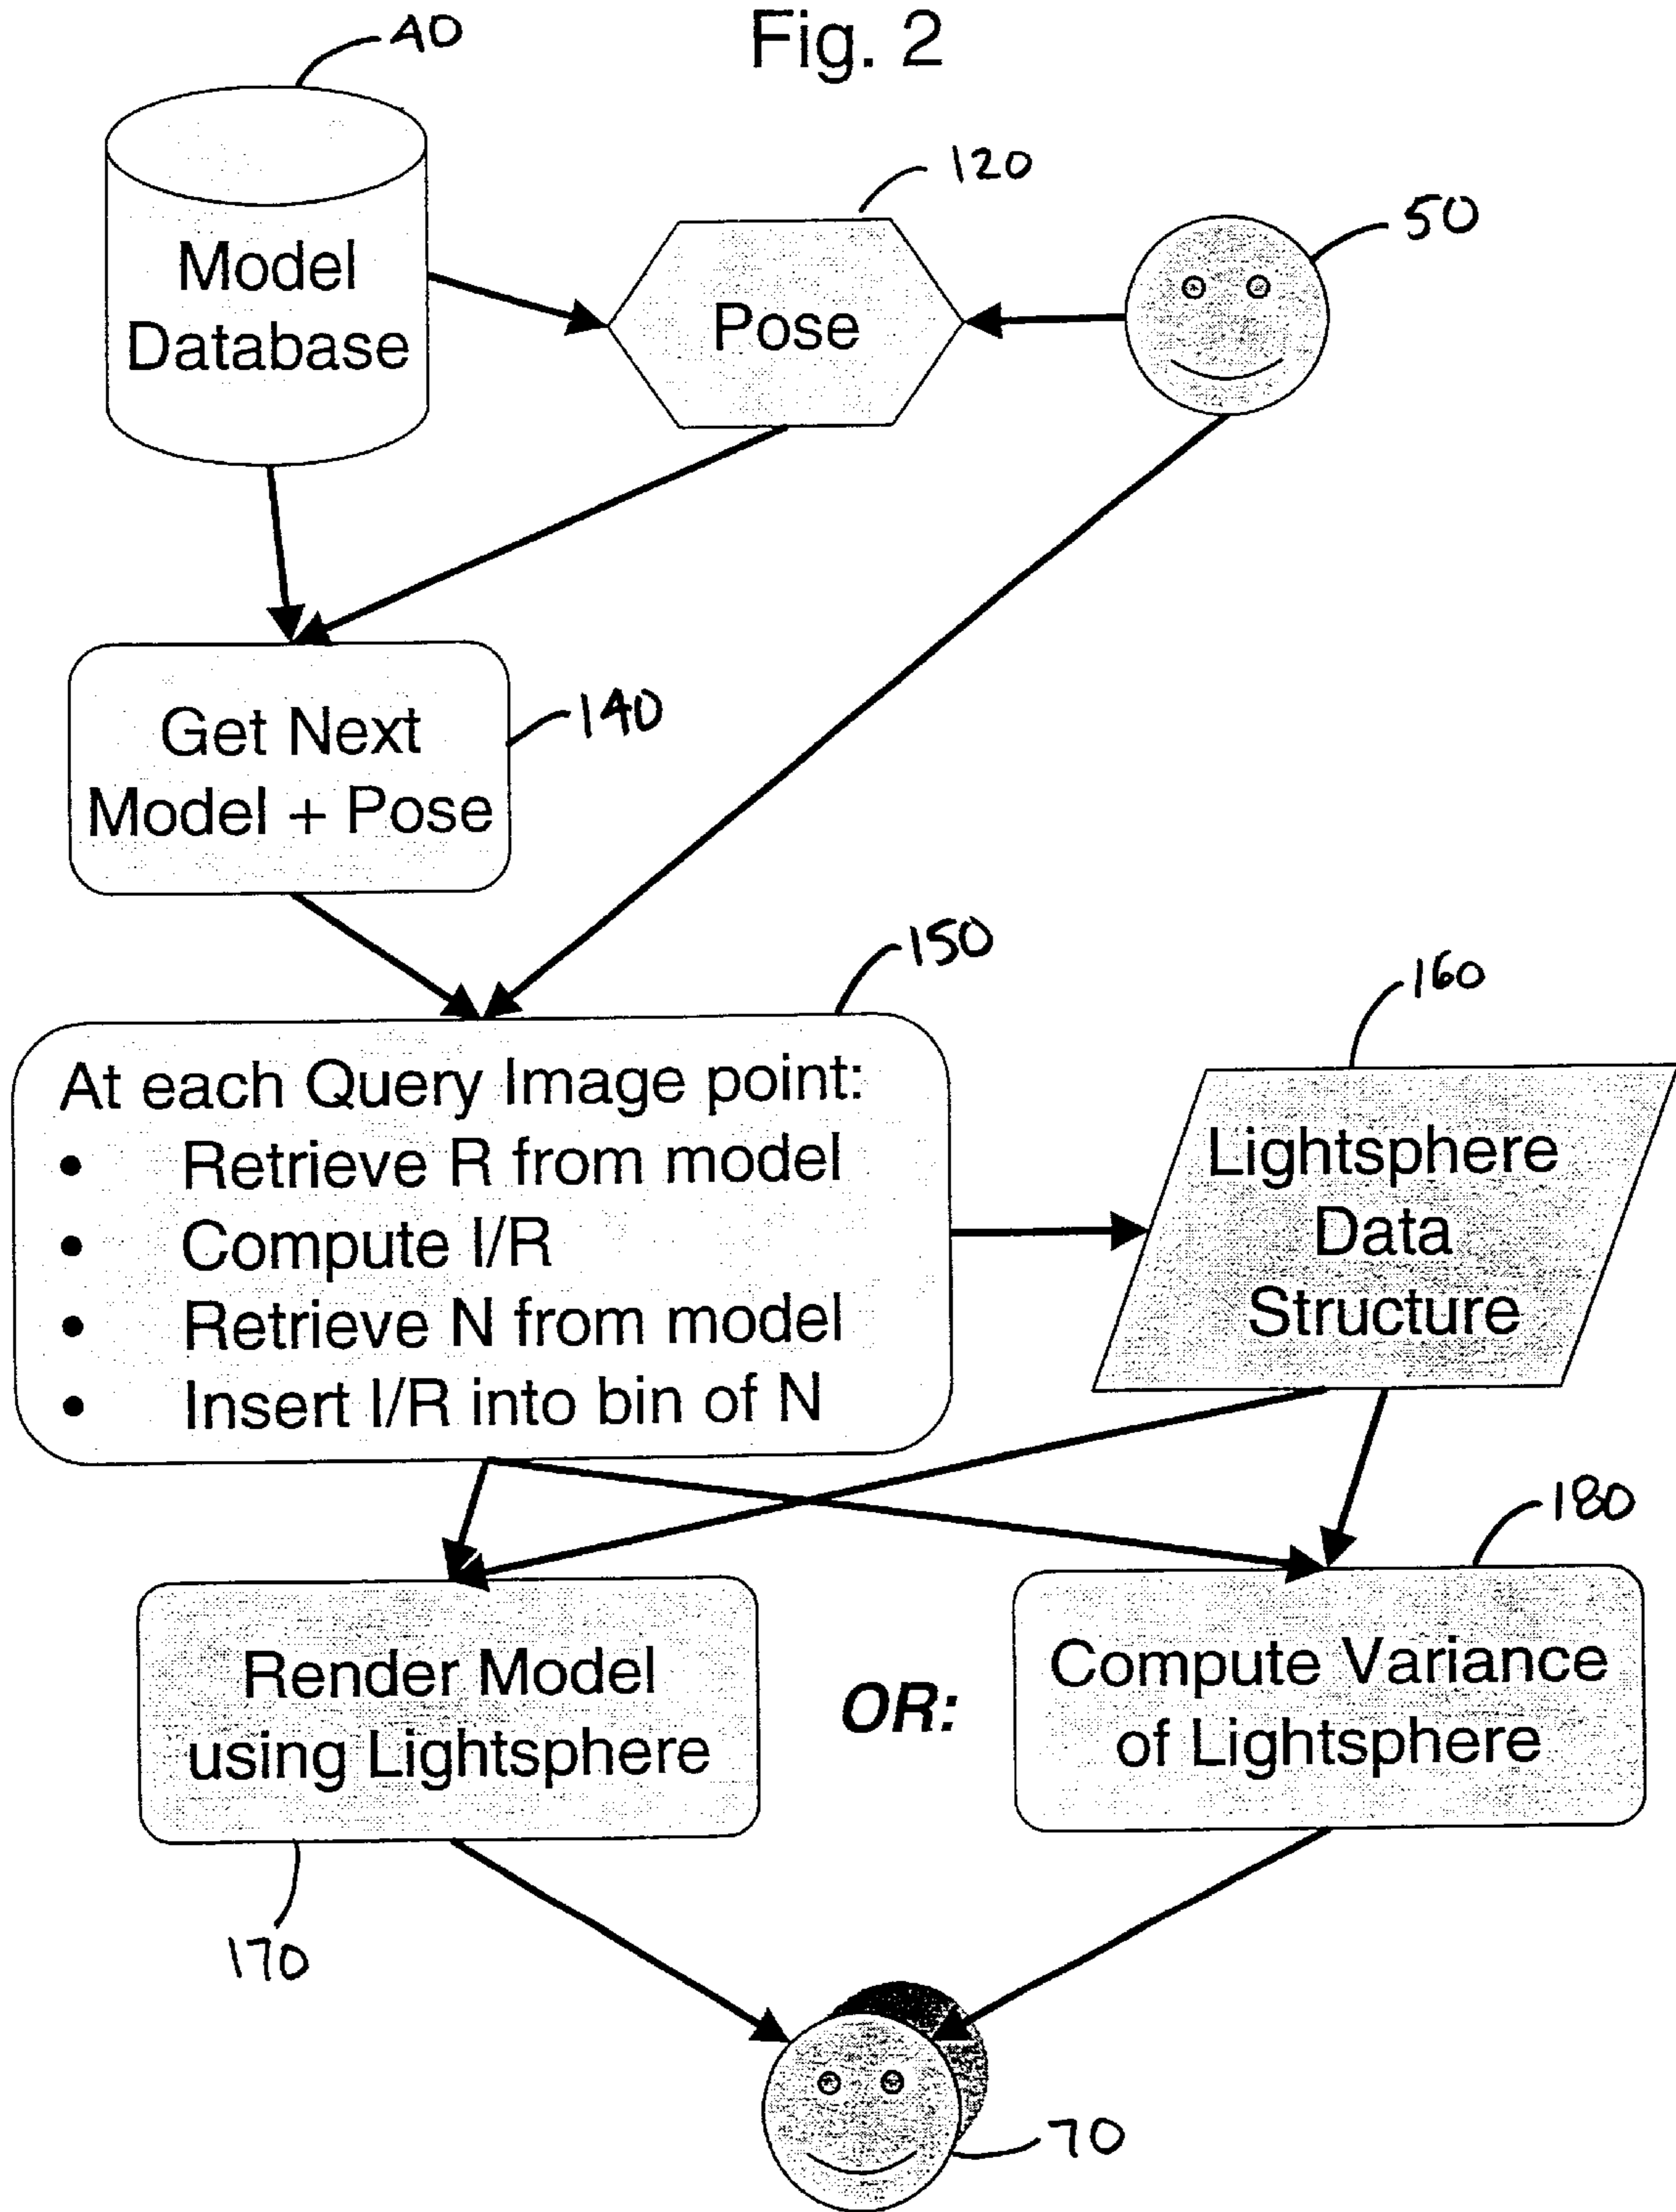 Fig. 2
40
120
50
Model
Database
Pose
Get Next
Model + Pose
140
150
160
At each Query Image point:
• Retrieve R from model
• Compute I/R
• Retrieve N from model
• Insert I/R into bin of N
Lightsphere
Data
Structure
180
Render Model
using Lightsphere
OR:
Compute Variance
of Lightsphere
170
70